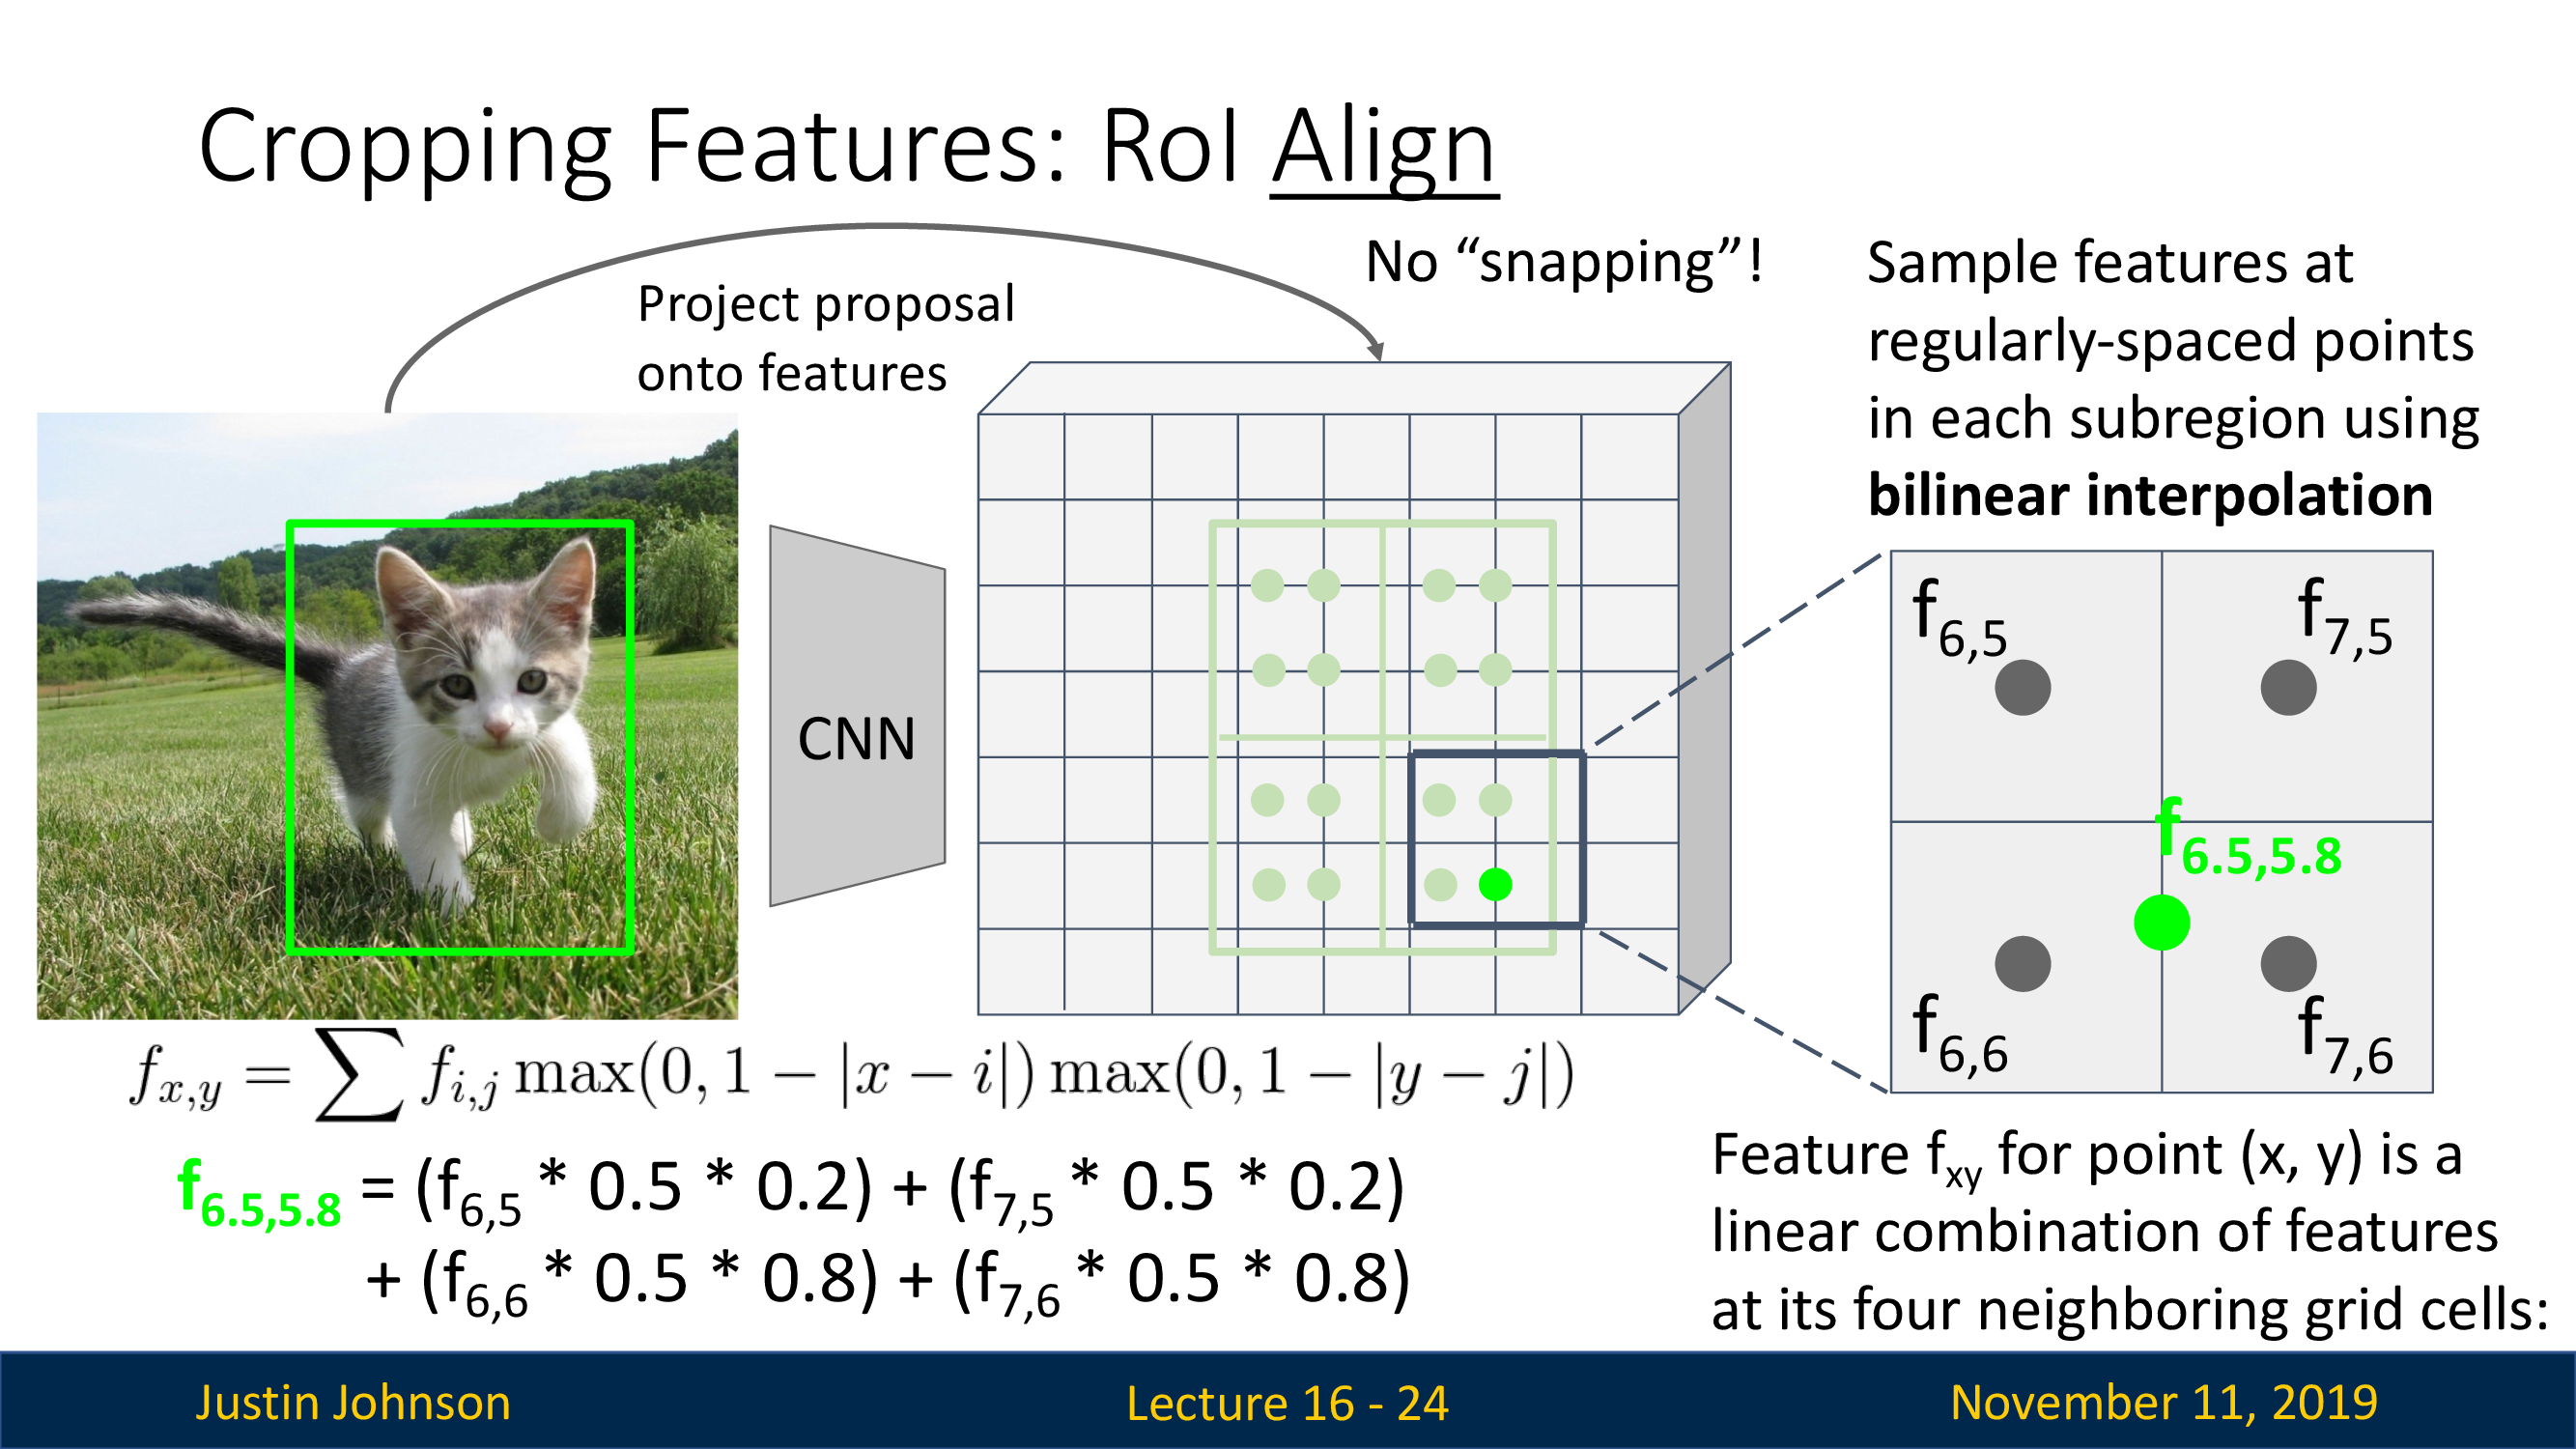 Cropping Features: RoI Align
No “snapping”!
Project proposal
onto features
Sample features at
regularly-spaced points
in each subregion using
bilinear interpolation
CNN
f6,5
f7,5
f6.5,5.8
f6,6
f7,6
fx,y = ∑ fi,j max(0, 1 − |x − i|) max(0, 1 − |y − j|)
f6.5,5.8 = (f6,5 * 0.5 * 0.2) + (f7,5 * 0.5 * 0.2)
+ (f6,6 * 0.5 * 0.8) + (f7,6 * 0.5 * 0.8)
Feature fxy for point (x, y) is a
linear combination of features
at its four neighboring grid cells:
Justin Johnson
Lecture 16 - 24
November 11, 2019